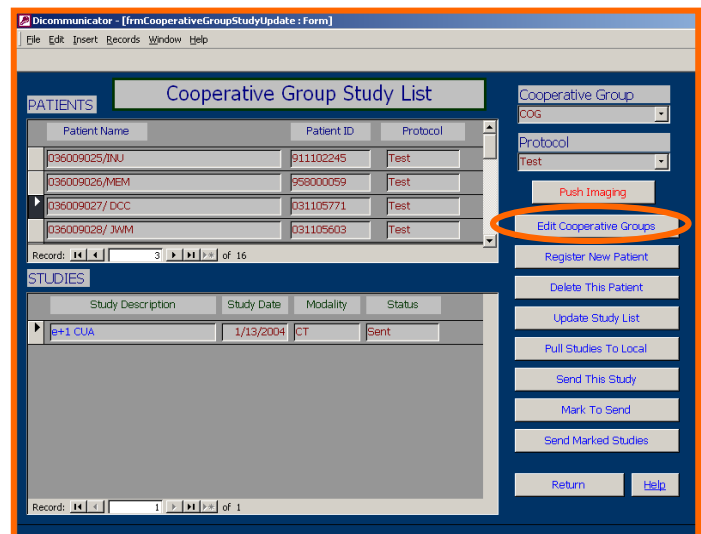 Dicommunicator - [frmCooperativeGroupStudyUpdate : Form]
File Edit Insert Records Window Help
Cooperative Group Study List
PATIENTS
Patient Name Patient ID Protocol
036009025/INU 911102245 Test
036009026/MEM 958000059 Test
036009027/ DCC 031105771 Test
036009028/ JWM 031105603 Test
Record: 3 of 16
STUDIES
Study Description Study Date Modality Status
e+1 CUA 1/13/2004 CT Sent
Record: 1 of 1
Cooperative Group
COG
Protocol
Test
Push Imaging
Edit Cooperative Groups
Register New Patient
Delete This Patient
Update Study List
Pull Studies To Local
Send This Study
Mark To Send
Send Marked Studies
Return Help